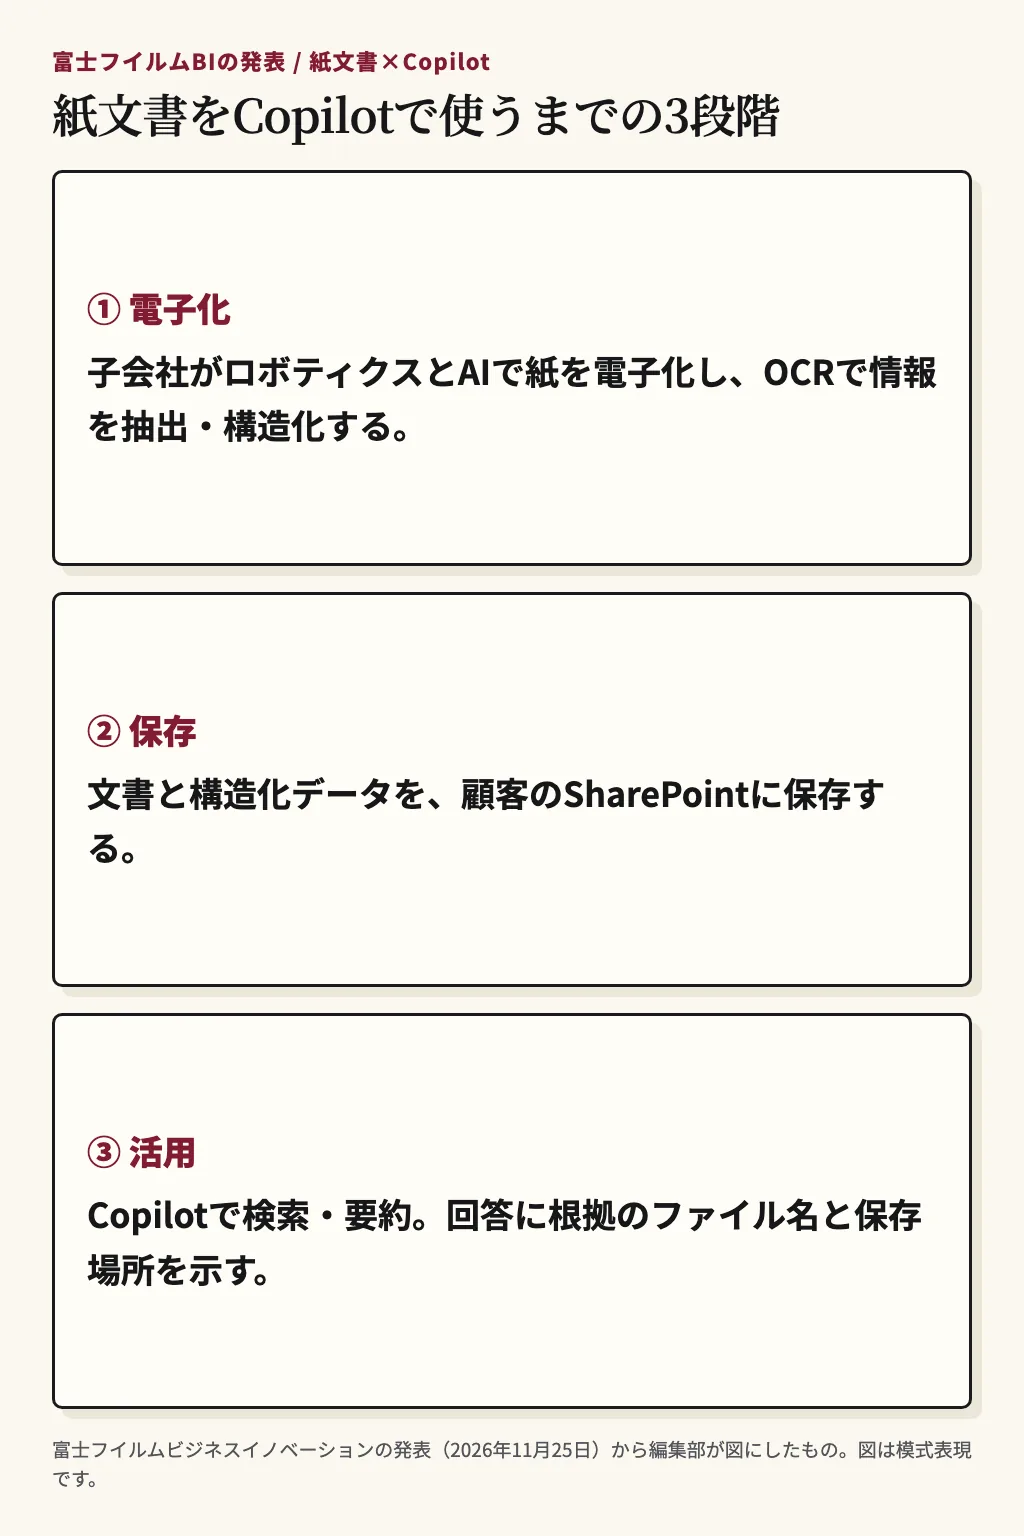 富士フイルムBIの発表 / 紙文書×Copilot
紙文書をCopilotで使うまでの3段階
① 電子化
子会社がロボティクスとAIで紙を電子化し、OCRで情報
を抽出・構造化する。
② 保存
文書と構造化データを、顧客のSharePointに保存す
る。
③ 活用
Copilotで検索・要約。回答に根拠のファイル名と保存
場所を示す。
富士フイルムビジネスイノベーションの発表（2026年11月25日）から編集部が図にしたもの。図は模式表現
です。